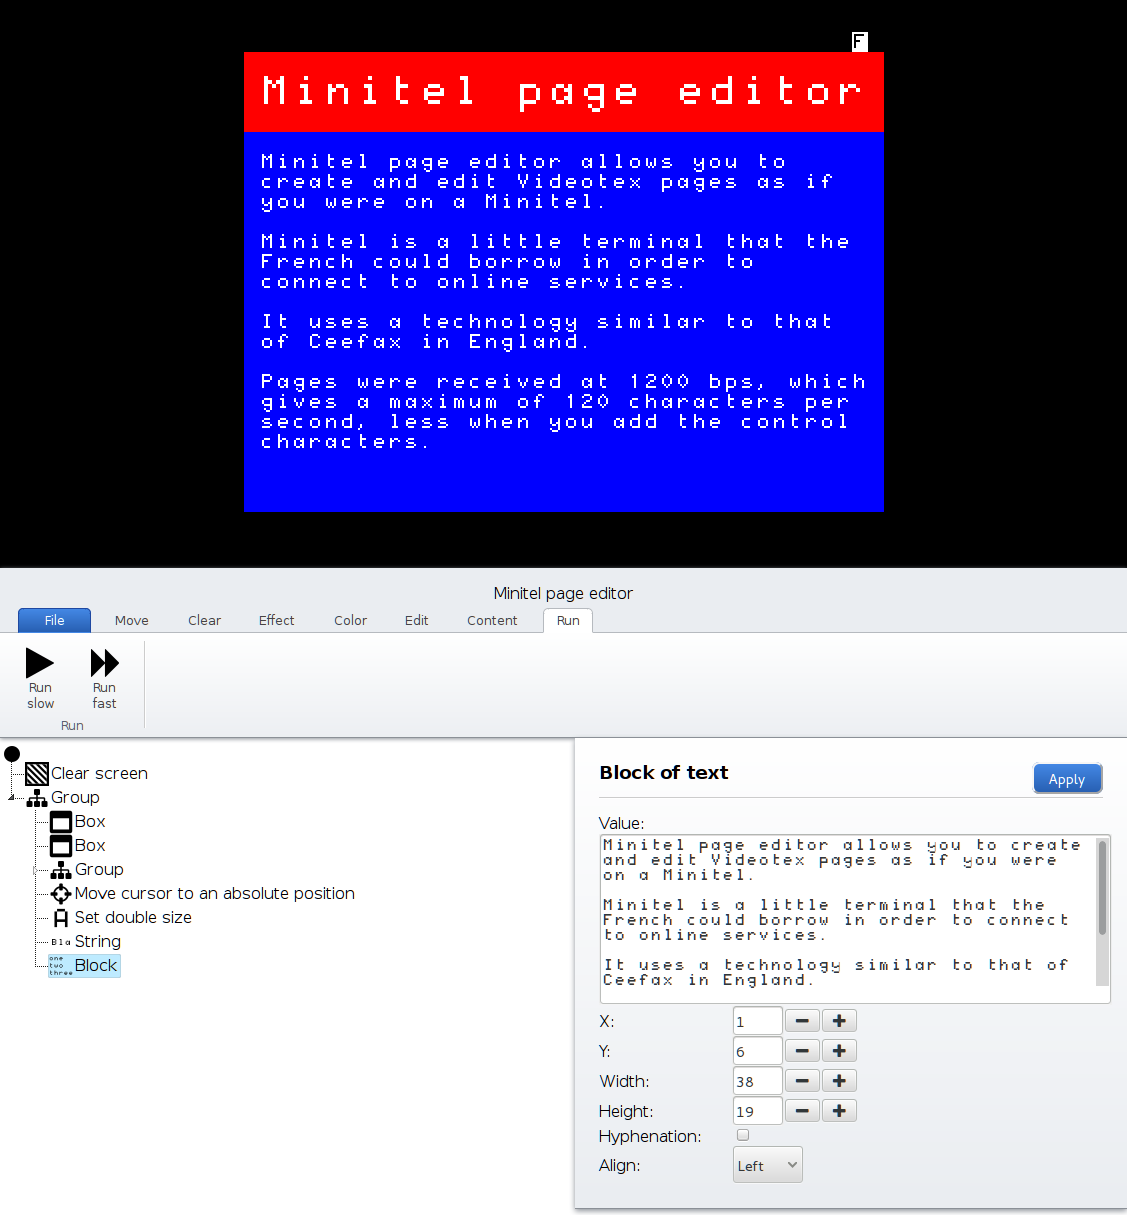 F
Minitel page editor
Minitel page editor allows you to
create and edit Videotex pages as if
you were on a Minitel.
Minitel is a little terminal that the
French could borrow in order to
connect to online services.
It uses a technology similar to that
of Ceefax in England.
Pages were received at 1200 bps, which
gives a maximum of 120 characters per
second, less when you add the control
characters.
Minitel page editor
File Move Clear Effect Color Edit Content Run
Run slow
Run fast
Run
Clear screen
Group
Box
Box
Group
Move cursor to an absolute position
Set double size
Bla String
one two three Block
Block of text
Apply
Value:
Minitel page editor allows you to create
and edit Videotex pages as if you were
on a Minitel.
Minitel is a little terminal that the
French could borrow in order to connect
to online services.
It uses a technology similar to that of
Ceefax in England.
X: 1
Y: 6
Width: 38
Height: 19
Hyphenation:
Align: Left